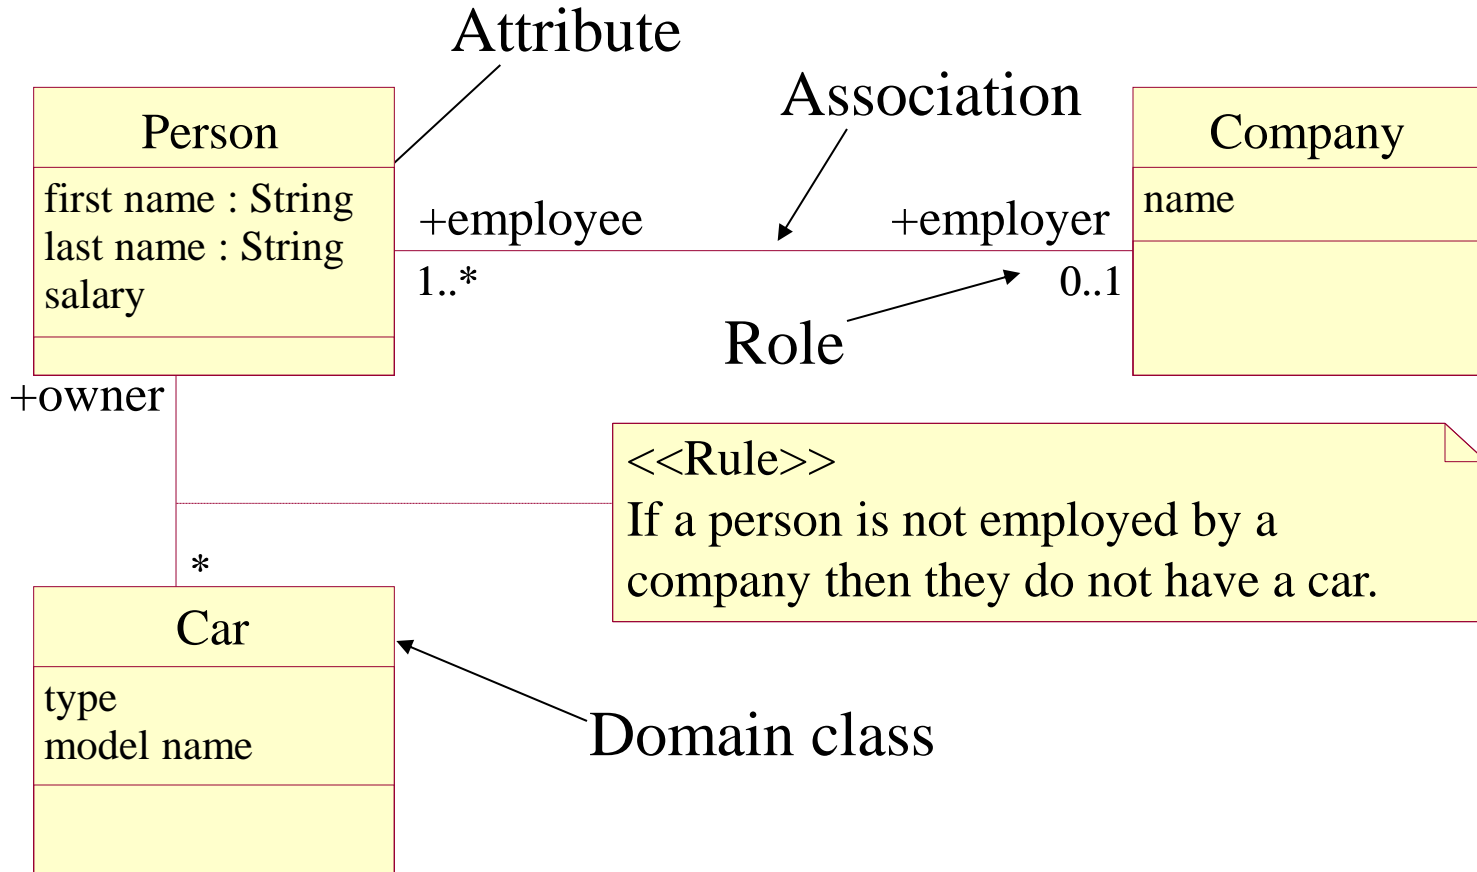 Attribute
Association
Person
first name : String
last name : String
salary
+employee
1..*
+employer
0..1
Company
name
Role
+owner
*
<<Rule>>
If a person is not employed by a
company then they do not have a car.
Car
type
model name
Domain class